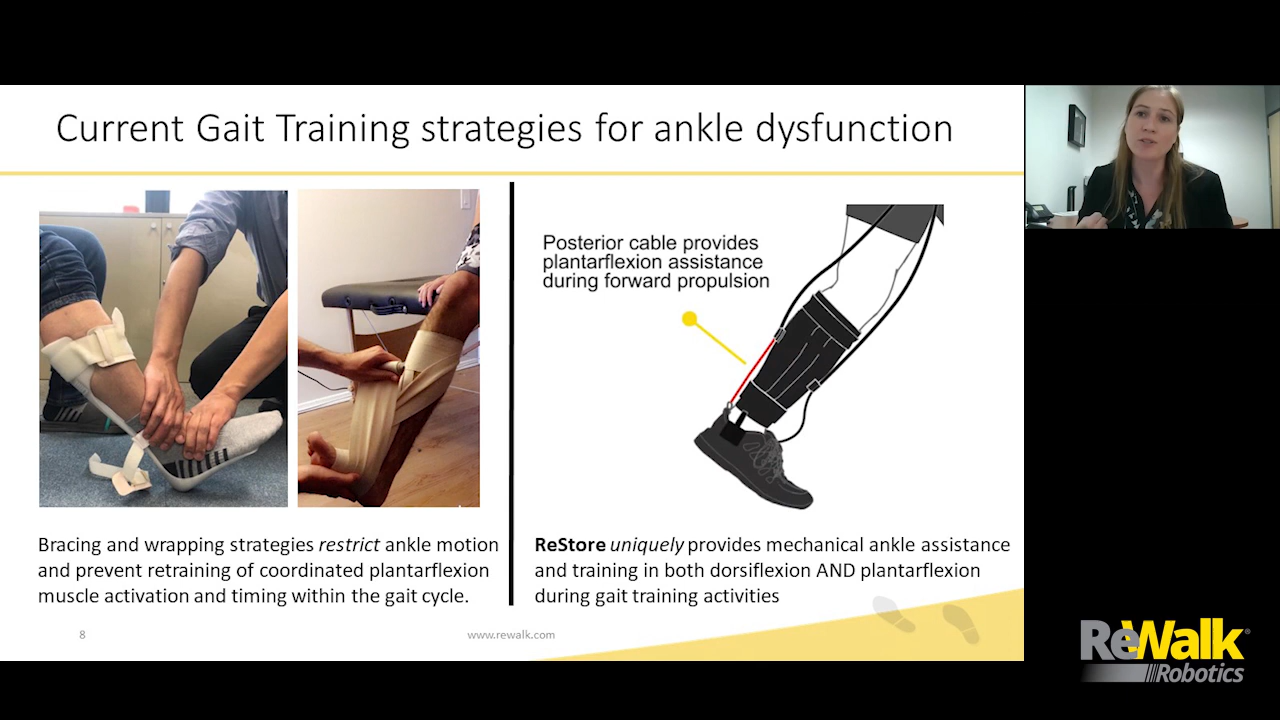 Current Gait Training strategies for ankle dysfunction
Posterior cable provides
plantarflexion assistance
during forward propulsion
Bracing and wrapping strategies restrict ankle motion
and prevent retraining of coordinated plantarflexion
muscle activation and timing within the gait cycle.
ReStore uniquely provides mechanical ankle assistance
and training in both dorsiflexion AND plantarflexion
during gait training activities
8
www.rewalk.com
ReWalk®
Robotics